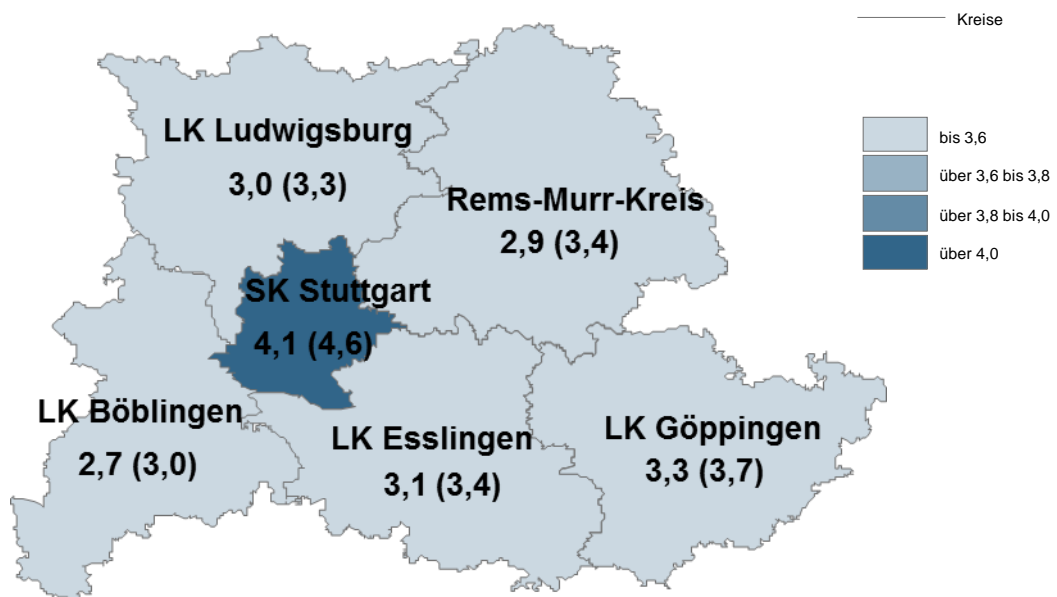 Kreise
bis 3,6
über 3,6 bis 3,8
über 3,8 bis 4,0
über 4,0
LK Ludwigsburg
3,0 (3,3)
Rems-Murr-Kreis
2,9 (3,4)
SK Stuttgart
4,1 (4,6)
LK Böblingen
2,7 (3,0)
LK Esslingen
3,1 (3,4)
LK Göppingen
3,3 (3,7)